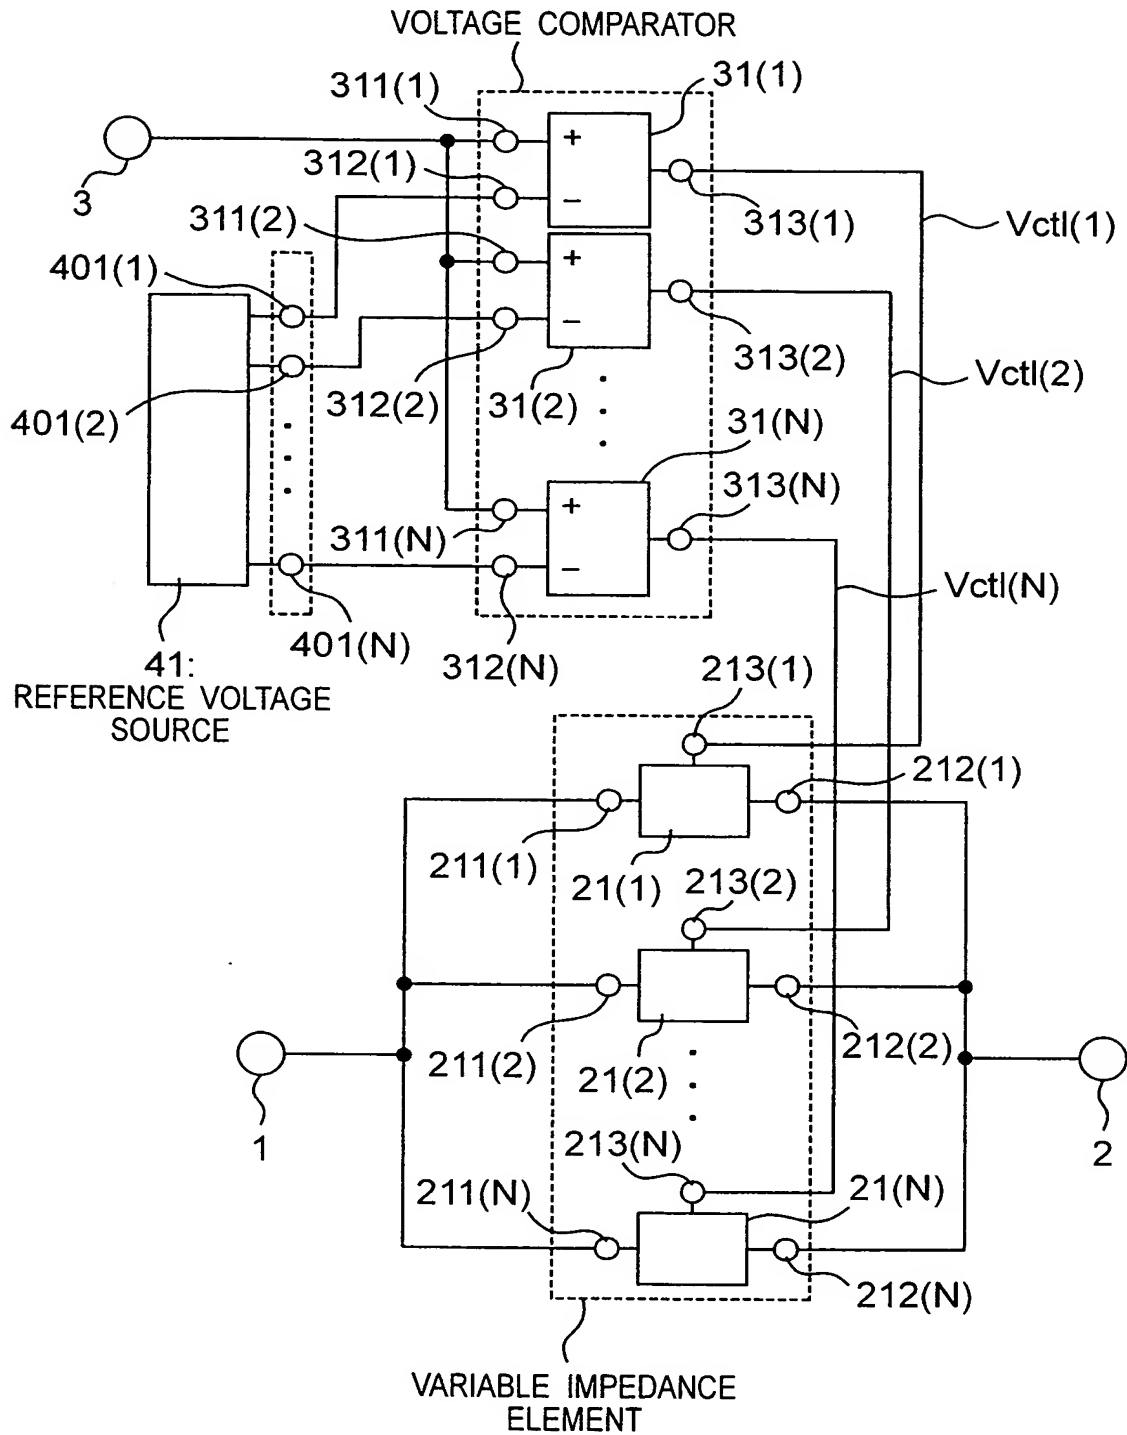 VOLTAGE COMPARATOR
311(1)
31(1)
3
312(1)
+
−
313(1)
Vctl(1)
311(2)
401(1)
+
−
313(2)
Vctl(2)
401(2)
312(2)
31(2)
31(N)
313(N)
311(N)
+
−
Vctl(N)
401(N)
312(N)
41:
REFERENCE VOLTAGE
SOURCE
213(1)
212(1)
211(1)
21(1)
213(2)
211(2)
21(2)
212(2)
1
2
213(N)
211(N)
21(N)
212(N)
VARIABLE IMPEDANCE
ELEMENT